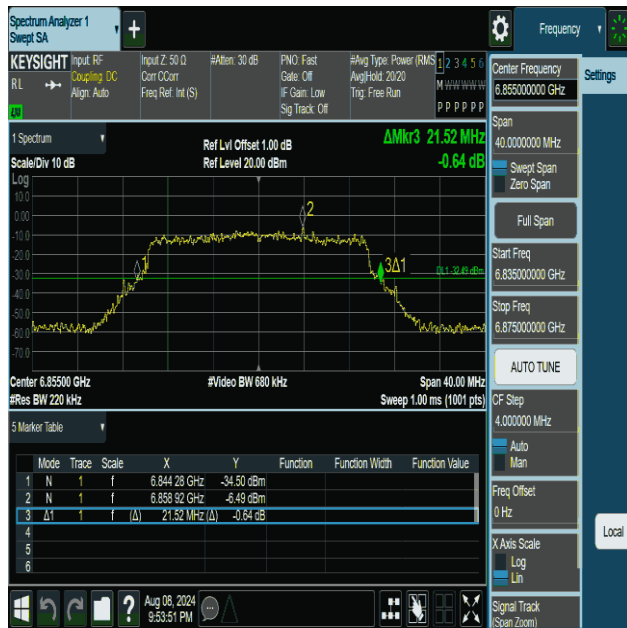 Spectrum Analyzer 1
Swept SA
Frequency
KEYSIGHT
RL
Input: RF
Coupling: DC
Align: Auto
Input Z: 50 Ω
Corr CCorr
Freq Ref: Int (S)
#Atten: 30 dB
PNO: Fast
Gate: Off
IF Gain: Low
Sig Track: Off
#Avg Type: Power (RMS
Avg|Hold: 20/20
Trig: Free Run
1 2 3 4 5 6
M W W W W W
P P P P P P
Settings
Center Frequency
6.855000000 GHz
Span
40.0000000 MHz
Swept Span
Zero Span
Full Span
Start Freq
6.835000000 GHz
Stop Freq
6.875000000 GHz
AUTO TUNE
CF Step
4.000000 MHz
Auto
Man
Freq Offset
0 Hz
X Axis Scale
Log
Lin
Signal Track
(Span Zoom)
Local
1 Spectrum
Scale/Div 10 dB
Ref Lvl Offset 1.00 dB
Ref Level 20.00 dBm
ΔMkr3 21.52 MHz
-0.64 dB
Log
10.0
0.00
-10.0
-20.0
-30.0
-40.0
-50.0
-60.0
-70.0
1
2
3Δ1
DL1 -32.49 dBm
Center 6.85500 GHz
#Res BW 220 kHz
#Video BW 680 kHz
Span 40.00 MHz
Sweep 1.00 ms (1001 pts)
5 Marker Table
Mode Trace Scale X Y Function Function Width Function Value
1 N 1 f 6.844 28 GHz -34.50 dBm
2 N 1 f 6.858 92 GHz -6.49 dBm
3 Δ1 1 f (Δ) 21.52 MHz (Δ) -0.64 dB
4
5
6
?
Aug 08, 2024
9:53:51 PM